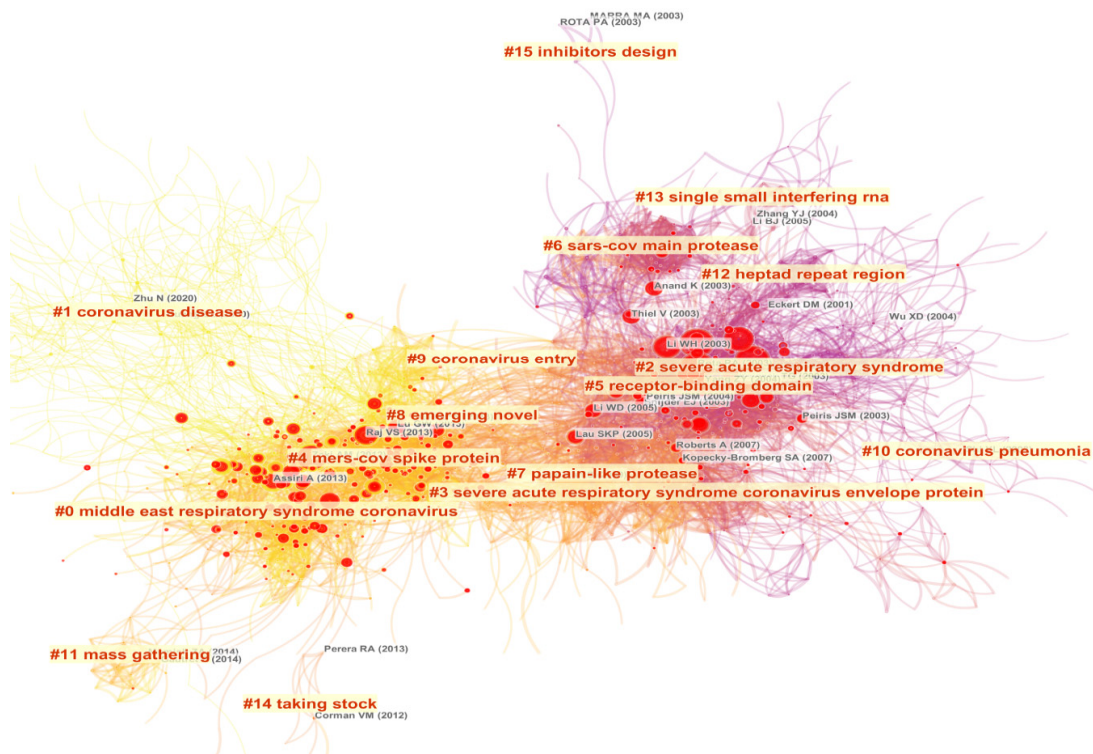 MARRA MA (2003)
ROTA PA (2003)
#15 inhibitors design
#13 single small interfering rna
Zhang YJ (2004)
Li BJ (2005)
#6 sars-cov main protease
#12 heptad repeat region
Anand K (2003)
Zhu N (2020)
#1 coronavirus disease
Eckert DM (2001)
Thiel V (2003)
Wu XD (2004)
Li WH (2003)
#9 coronavirus entry
#2 severe acute respiratory syndrome
#5 receptor-binding domain
Peiris JSM (2004)
Li WD (2005)
#8 emerging novel
Peiris JSM (2003)
Raj VS (2013)
Lau SKP (2005)
Roberts A (2007)
#10 coronavirus pneumonia
#4 mers-cov spike protein
Kopecky-Bromberg SA (2007)
#7 papain-like protease
Assiri A (2013)
#3 severe acute respiratory syndrome coronavirus envelope protein
#0 middle east respiratory syndrome coronavirus
Perera RA (2013)
#11 mass gathering
2014)
#14 taking stock
Corman VM (2012)